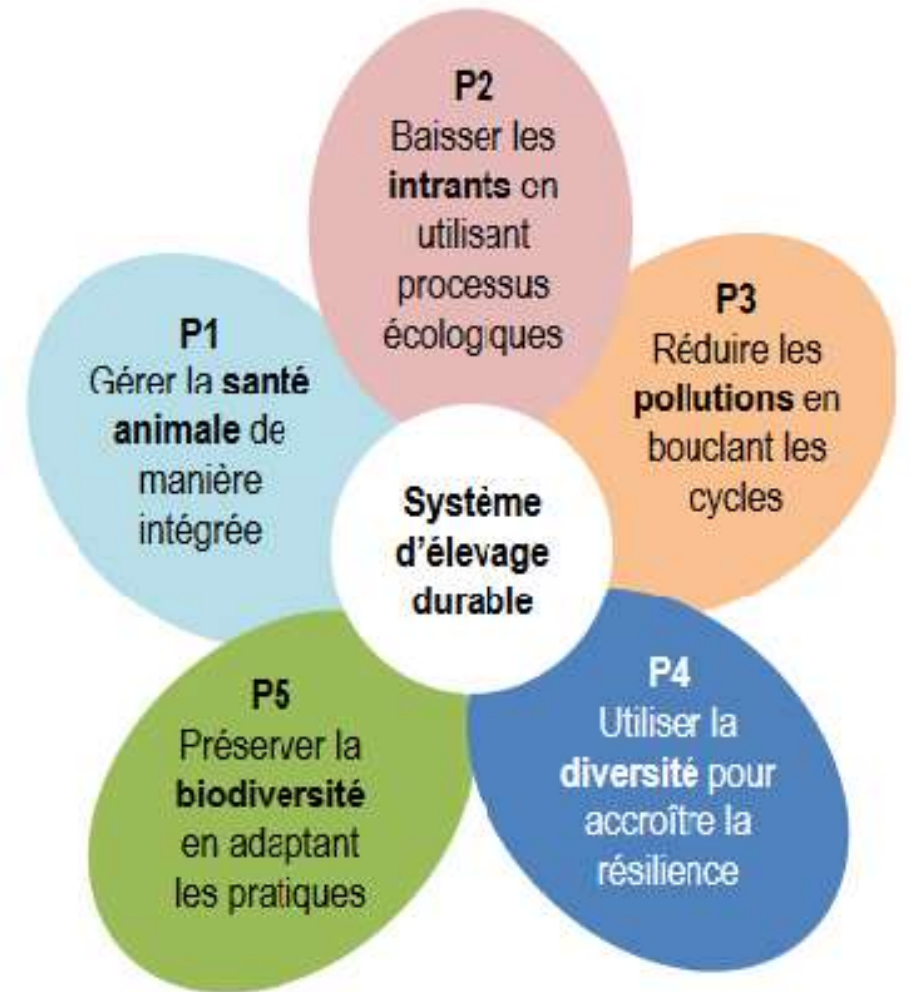 P2
Baisser les
intrants en
utilisant
processus
écologiques
P1
Gérer la santé
animale de
manière
intégrée
P3
Réduire les
pollutions en
bouclant les
cycles
Système
d'élevage
durable
P5
Préserver la
biodiversité
en adaptant
les pratiques
P4
Utiliser la
diversité pour
accroître la
résilience